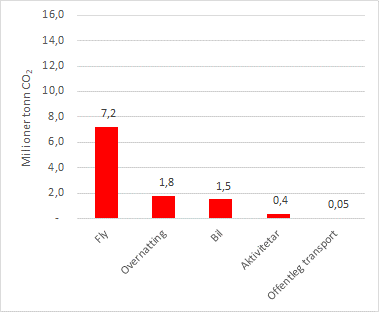 Millioner tonn CO2
16,0
14,0
12,0
10,0
8,0
6,0
4,0
2,0
-
7,2
1,8
1,5
0,4
0,05
Fly
Overnatting
Bil
Aktivitetar
Offentleg transport